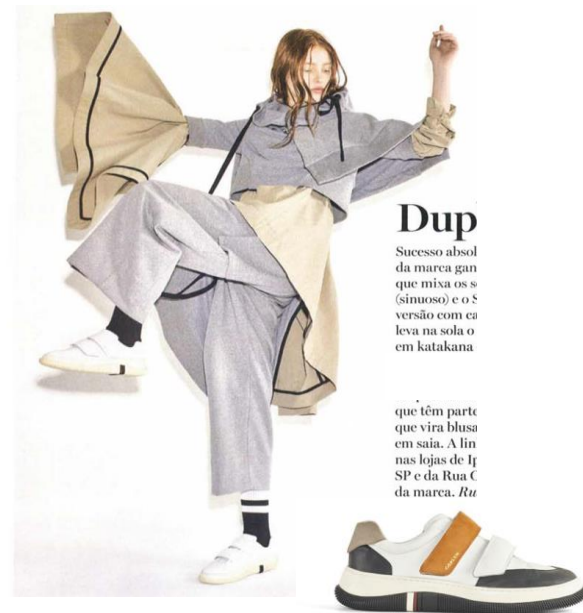 Dup
Sucesso absol
da marca gan
que mixa os s
(sinuoso) e o S
versão com ca
leva na sola o
em katakana
que têm parte
que vira blusa
em saia. A lin
nas lojas de Ip
SP e da Rua
da marca. Ru